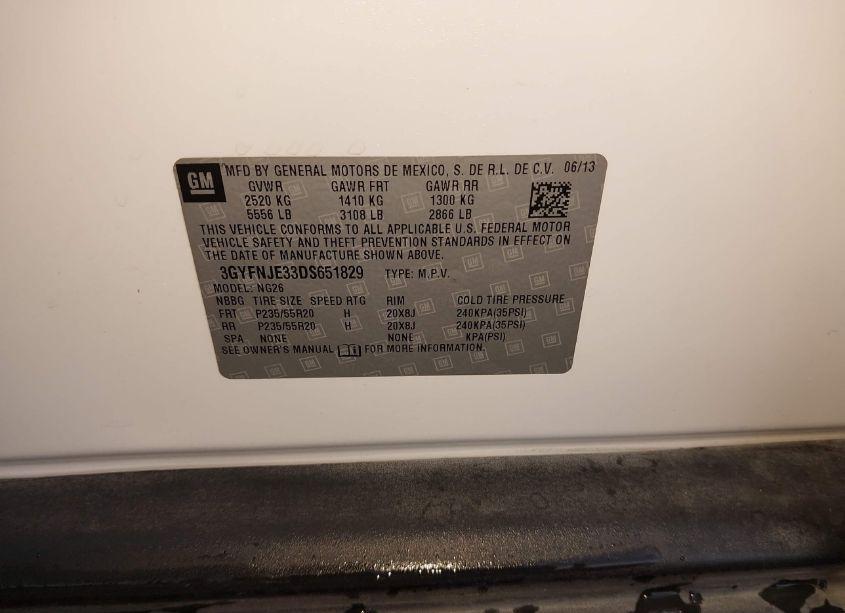 GM
MFD BY GENERAL MOTORS DE MEXICO, S. DE R.L. DE C.V. 06/13
GVWR GAWR FRT GAWR RR
2520 KG 1410 KG 1300 KG
5556 LB 3108 LB 2866 LB
THIS VEHICLE CONFORMS TO ALL APPLICABLE U.S. FEDERAL MOTOR
VEHICLE SAFETY AND THEFT PREVENTION STANDARDS IN EFFECT ON
THE DATE OF MANUFACTURE SHOWN ABOVE.
3GYFNJE33DS651829 TYPE: M.P.V.
MODEL: NG26
NBBG TIRE SIZE SPEED RTG RIM COLD TIRE PRESSURE
FRT P235/55R20 H 20X8J 240KPA(35PSI)
RR P235/55R20 H 20X8J 240KPA(35PSI)
SPA NONE NONE KPA(PSI)
SEE OWNER'S MANUAL FOR MORE INFORMATION.